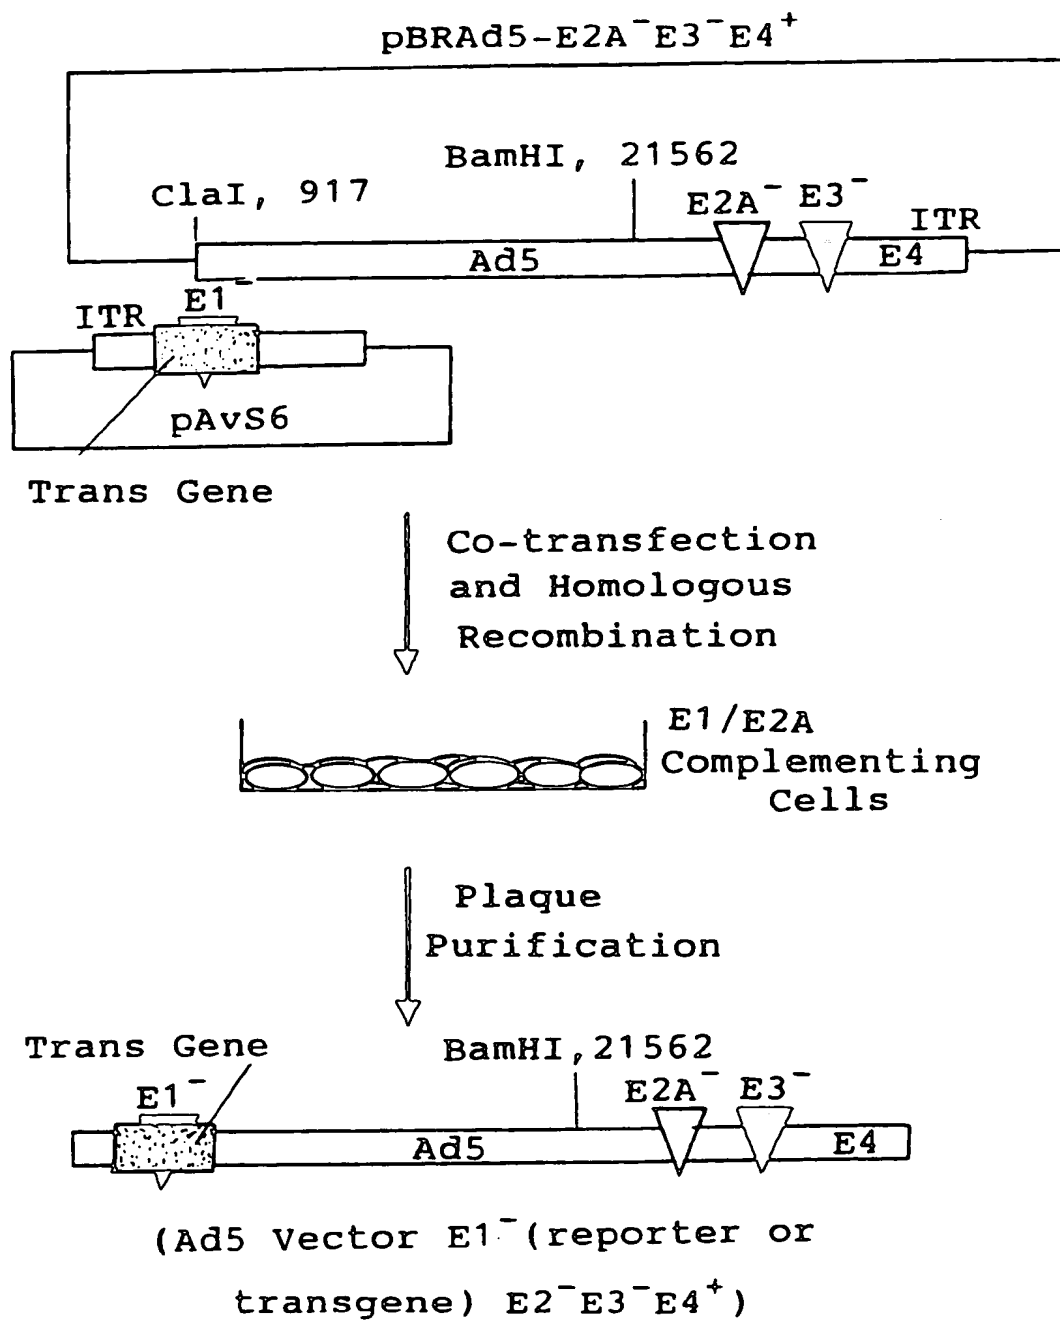 pBRAd5-E2A⁻E3⁻E4⁺
BamHI, 21562
ClaI, 917
E2A⁻ E3⁻
ITR
Ad5
E4
E1⁻
ITR
pAvS6
Trans Gene
Co-transfection
and Homologous
Recombination
E1/E2A
Complementing
Cells
Plaque
Purification
Trans Gene
BamHI,21562
E1⁻
E2A⁻ E3⁻
Ad5
E4
(Ad5 Vector E1⁻(reporter or
transgene) E2⁻E3⁻E4⁺)